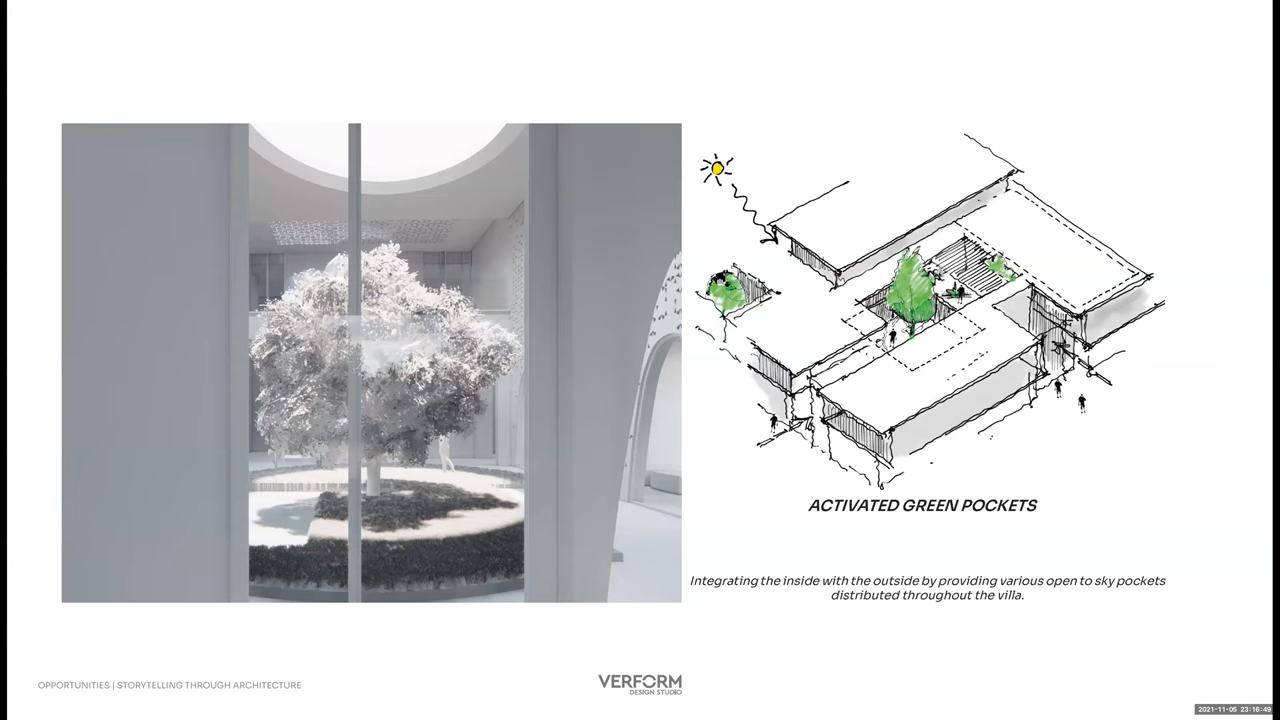 ACTIVATED GREEN POCKETS
Integrating the inside with the outside by providing various open to sky pockets
distributed throughout the villa.
OPPORTUNITIES | STORYTELLING THROUGH ARCHITECTURE
VERFORM
DESIGN STUDIO
2021-11-05 23:16:49